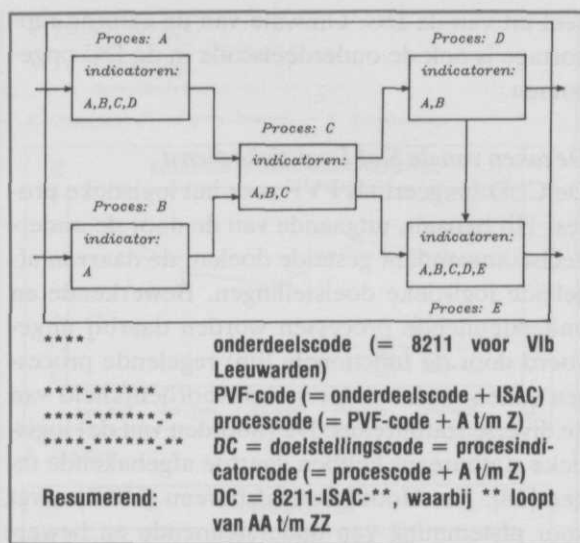 Proces: A
indicatoren:
A,B,C,D
Proces: D
indicatoren:
A,B
Proces: C
indicatoren:
A,B,C
Proces: B
indicator:
A
indicatoren:
A,B,C,D,E
Proces: E
**** onderdeelscode (= 8211 voor Vlb
Leeuwarden)
****-**** PVF-code (= onderdeelscode + ISAC)
****-****-* procescode (= PVF-code + A t/m Z)
****-****-** DC = doelstellingscode = procesindi-
catorcode (= procescode + A t/m Z)
Resumerend: DC = 8211-ISAC-**, waarbij ** loopt
van AA t/m ZZ